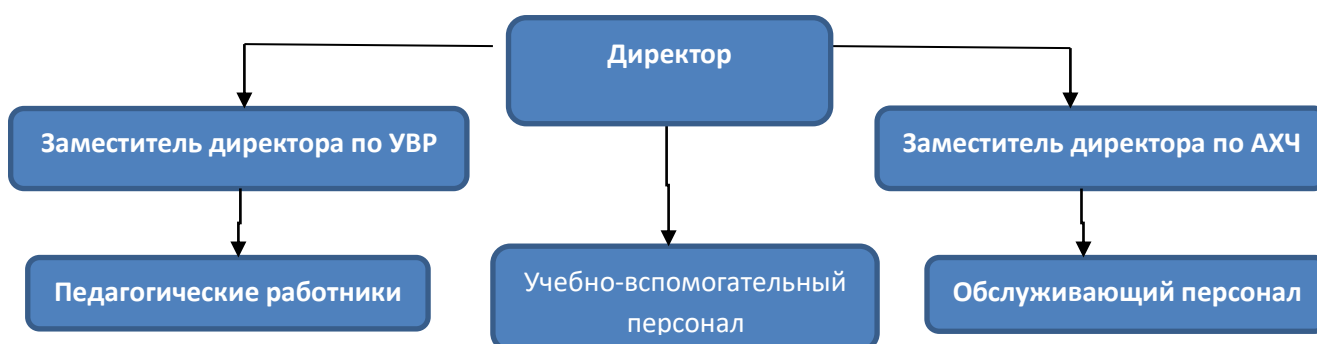 Директор
Заместитель директора по УВР
Заместитель директора по АХЧ
Педагогические работники
Учебно-вспомогательный
персонал
Обслуживающий персонал